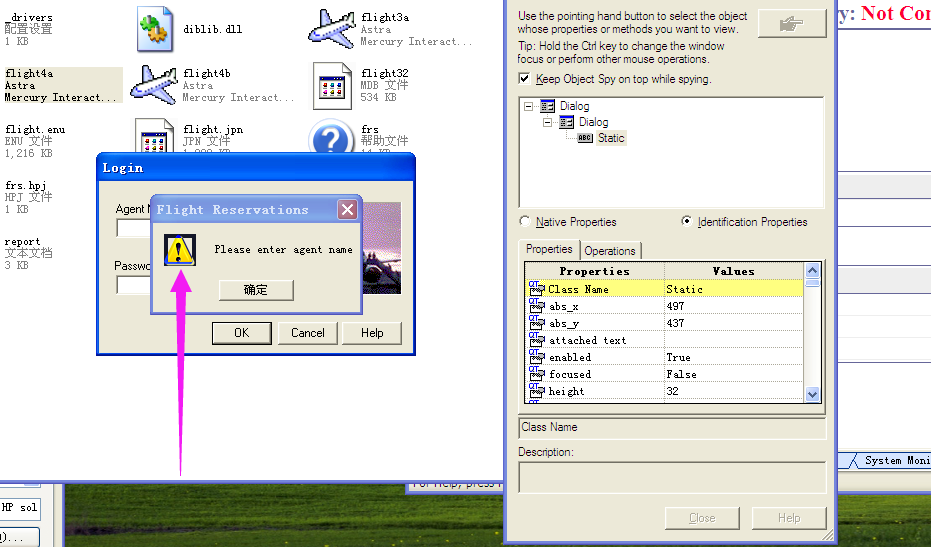 _drivers
配置设置
1 KB
diblib.dll
flight3a
Astra
Mercury Interact...
flight4a
Astra
Mercury Interact...
flight4b
Astra
Mercury Interact...
flight32
MDB 文件
534 KB
flight.enu
ENU 文件
1,216 KB
flight.jpn
JPN 文件
frs
帮助文件
frs.hpj
HPJ 文件
1 KB
report
文本文档
3 KB
Login
Agent N
Passwo
OK
Cancel
Help
Flight Reservations
Please enter agent name
确定
HP sol
)...
For Help, press
Use the pointing hand button to select the object
whose properties or methods you want to view.
Tip: Hold the Ctrl key to change the window
focus or perform other mouse operations.
Keep Object Spy on top while spying.
Dialog
Dialog
ABC Static
Native Properties
Identification Properties
Properties
Operations
Properties Values
Class Name Static
abs_x 497
abs_y 437
attached text
enabled True
focused False
height 32
Class Name
Description:
Close
Help
y: Not Con
System Moni